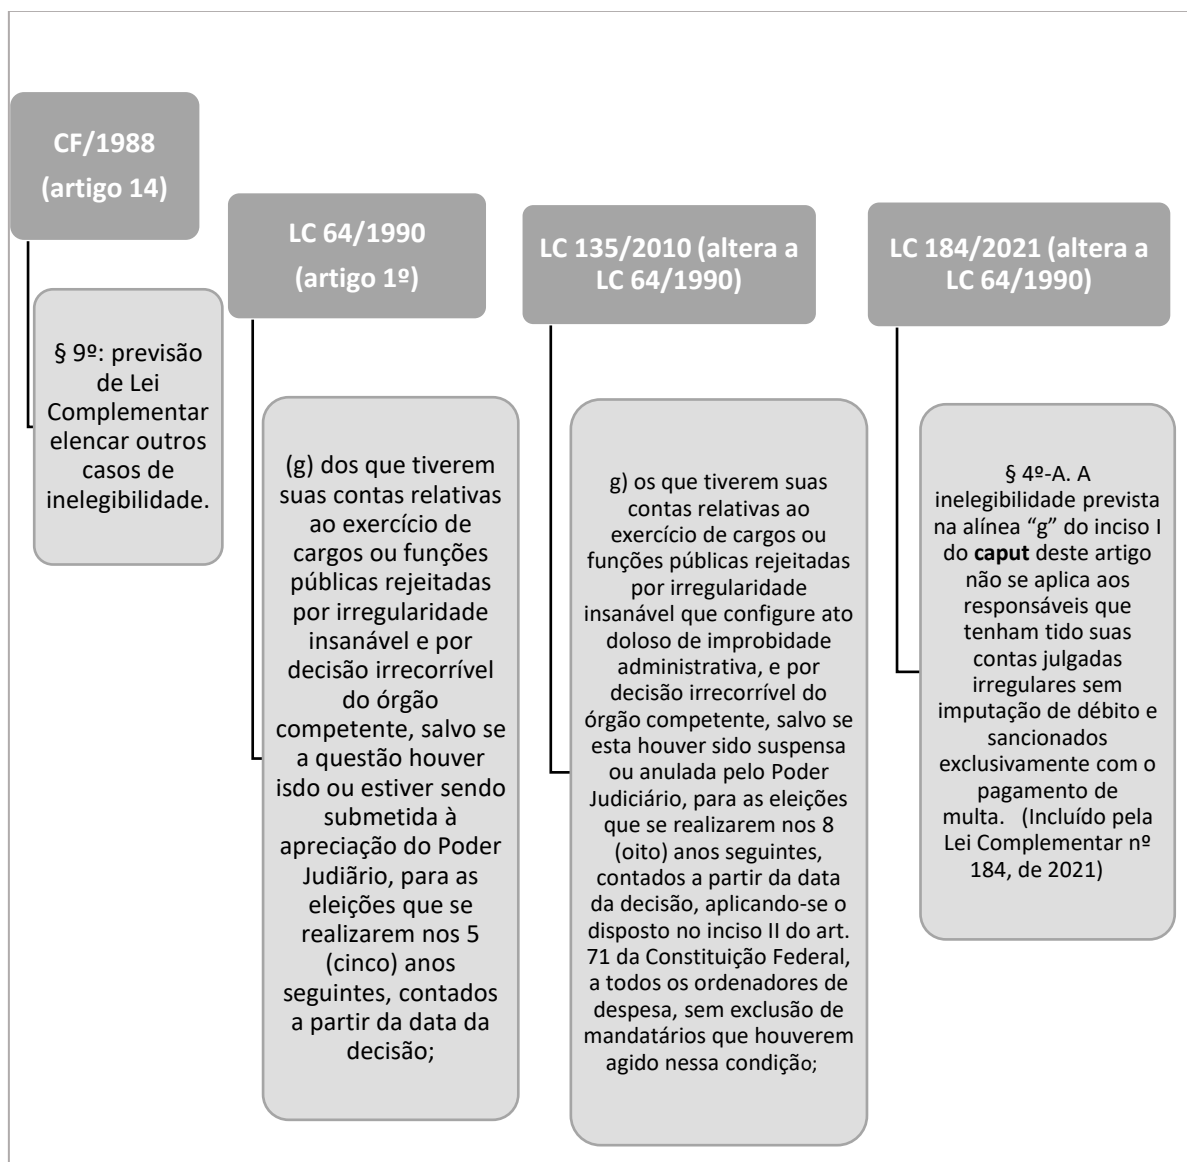 CF/1988
(artigo 14)
§ 9º: previsão
de Lei
Complementar
elencar outros
casos de
inelegibilidade.
LC 64/1990
(artigo 1º)
(g) dos que tiverem
suas contas relativas
ao exercício de
cargos ou funções
públicas rejeitadas
por irregularidade
insanável e por
decisão irrecorrível
do órgão
competente, salvo se
a questão houver
isdo ou estiver sendo
submetida à
apreciação do Poder
Judiãrio, para as
eleições que se
realizarem nos 5
(cinco) anos
seguintes, contados
a partir da data da
decisão;
LC 135/2010 (altera a
LC 64/1990)
g) os que tiverem suas
contas relativas ao
exercício de cargos ou
funções públicas rejeitadas
por irregularidade
insanável que configure ato
doloso de improbidade
administrativa, e por
decisão irrecorrível do
órgão competente, salvo se
esta houver sido suspensa
ou anulada pelo Poder
Judiciário, para as eleições
que se realizarem nos 8
(oito) anos seguintes,
contados a partir da data
da decisão, aplicando-se o
disposto no inciso II do art.
71 da Constituição Federal,
a todos os ordenadores de
despesa, sem exclusão de
mandatários que houverem
agido nessa condição;
LC 184/2021 (altera a
LC 64/1990)
§ 4º-A. A
inelegibilidade prevista
na alínea “g” do inciso I
do caput deste artigo
não se aplica aos
responsáveis que
tenham tido suas
contas julgadas
irregulares sem
imputação de débito e
sancionados
exclusivamente com o
pagamento de
multa. (Incluído pela
Lei Complementar nº
184, de 2021)